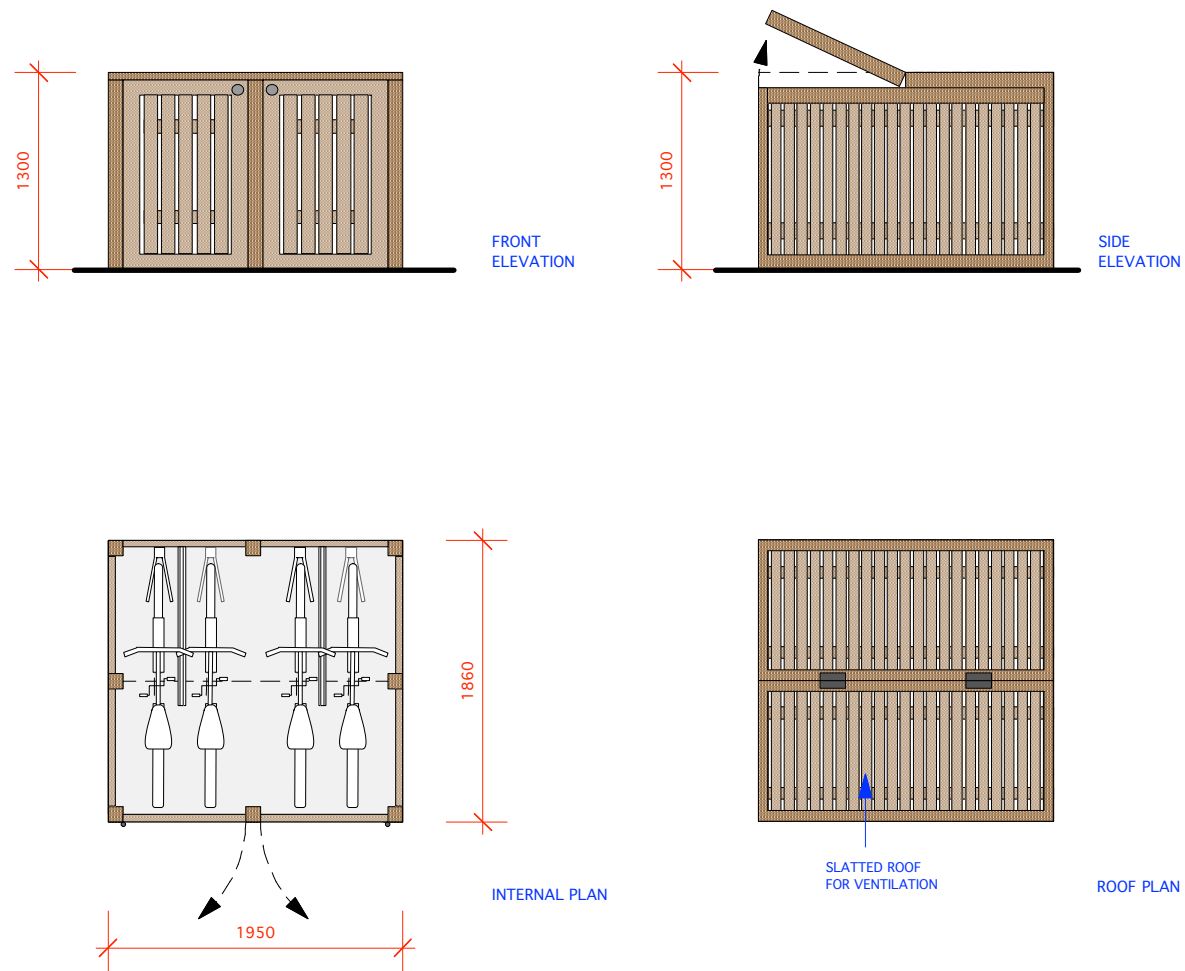 1300
FRONT
ELEVATION
1300
SIDE
ELEVATION
1860
INTERNAL PLAN
1950
SLATTED ROOF
FOR VENTILATION
ROOF PLAN